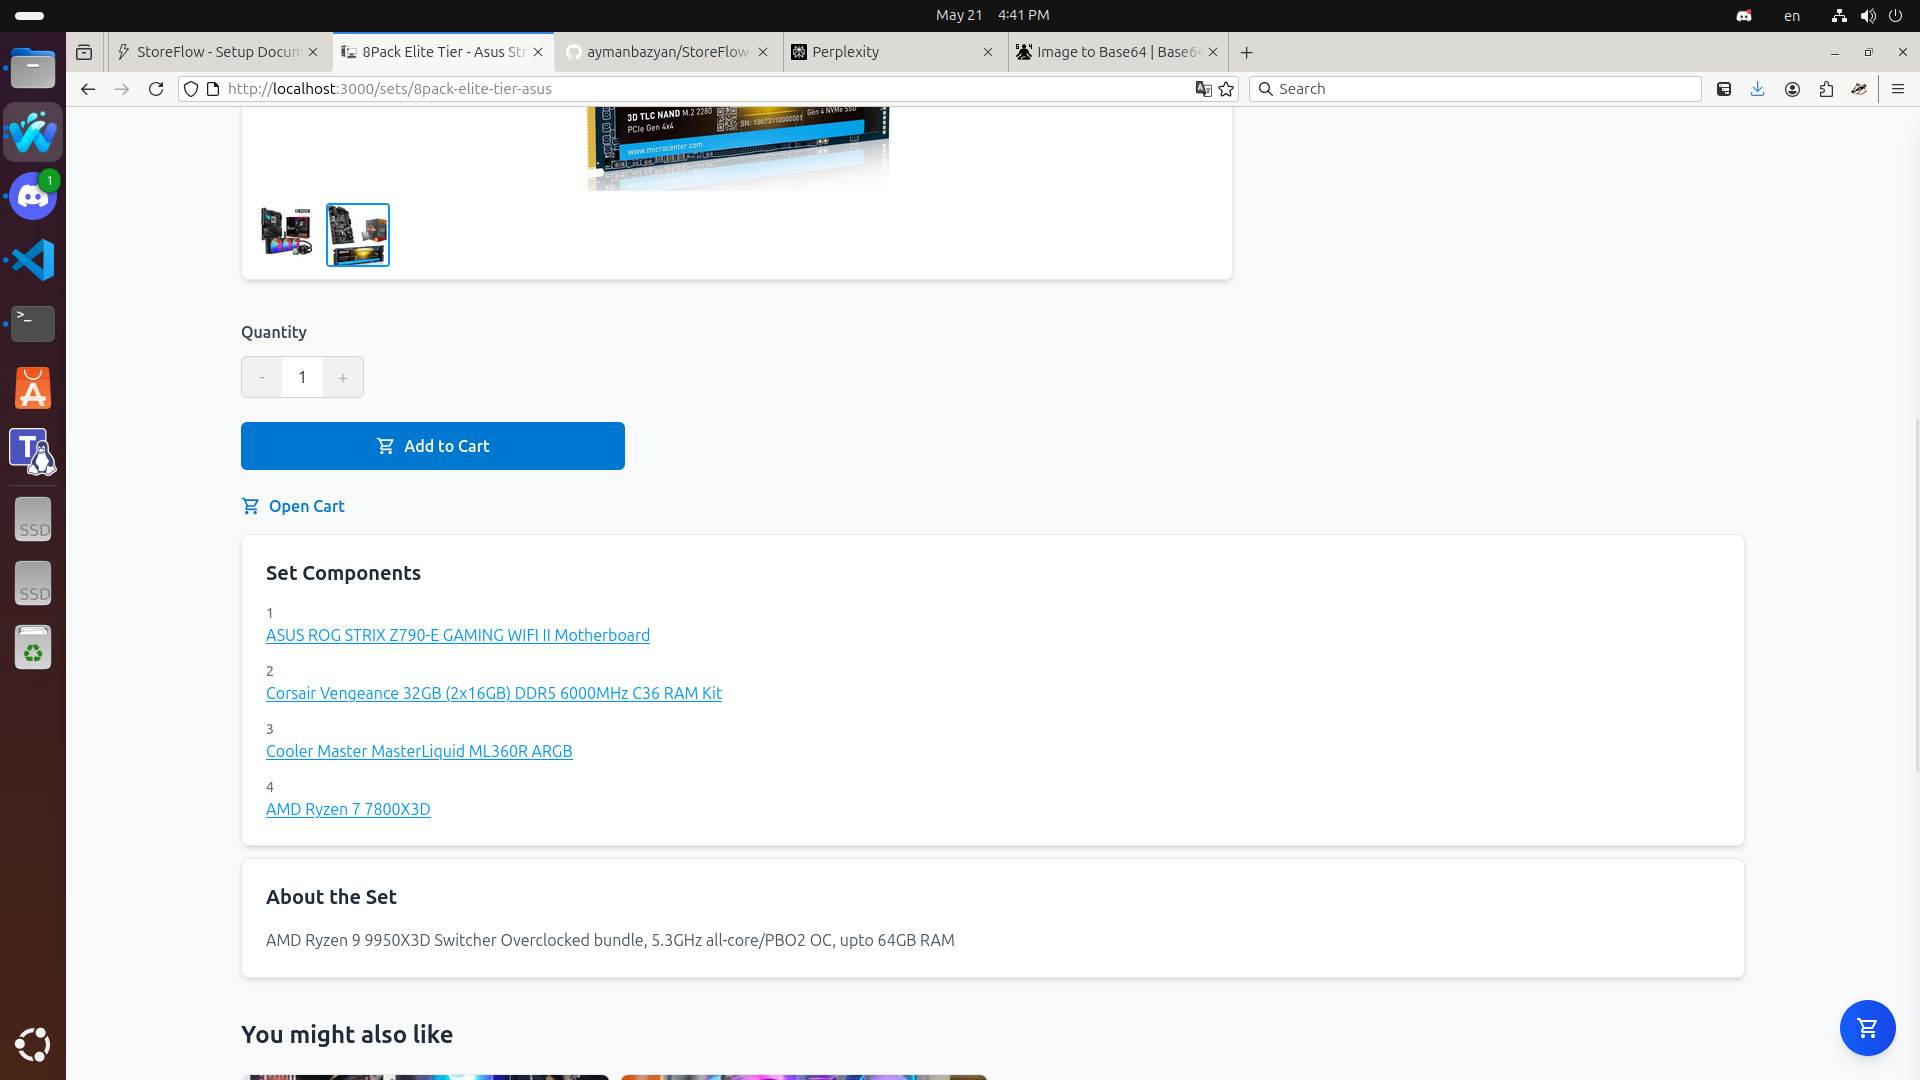 May 21 4:41 PM
en
StoreFlow - Setup Docum
8Pack Elite Tier - Asus Str
aymanbazyan/StoreFlow-
Perplexity
Image to Base64 | Base64
http://localhost:3000/sets/8pack-elite-tier-asus
Search
1
3D TLC NAND M.2 2280
PCIe Gen 4x4
SN: 19073110000001
Gen 4 NVMe SSD
www.microcenter.com
Quantity
- 1 +
Add to Cart
Open Cart
Set Components
1
ASUS ROG STRIX Z790-E GAMING WIFI II Motherboard
2
Corsair Vengeance 32GB (2x16GB) DDR5 6000MHz C36 RAM Kit
3
Cooler Master MasterLiquid ML360R ARGB
4
AMD Ryzen 7 7800X3D
About the Set
AMD Ryzen 9 9950X3D Switcher Overclocked bundle, 5.3GHz all-core/PBO2 OC, upto 64GB RAM
You might also like
SSD
SSD